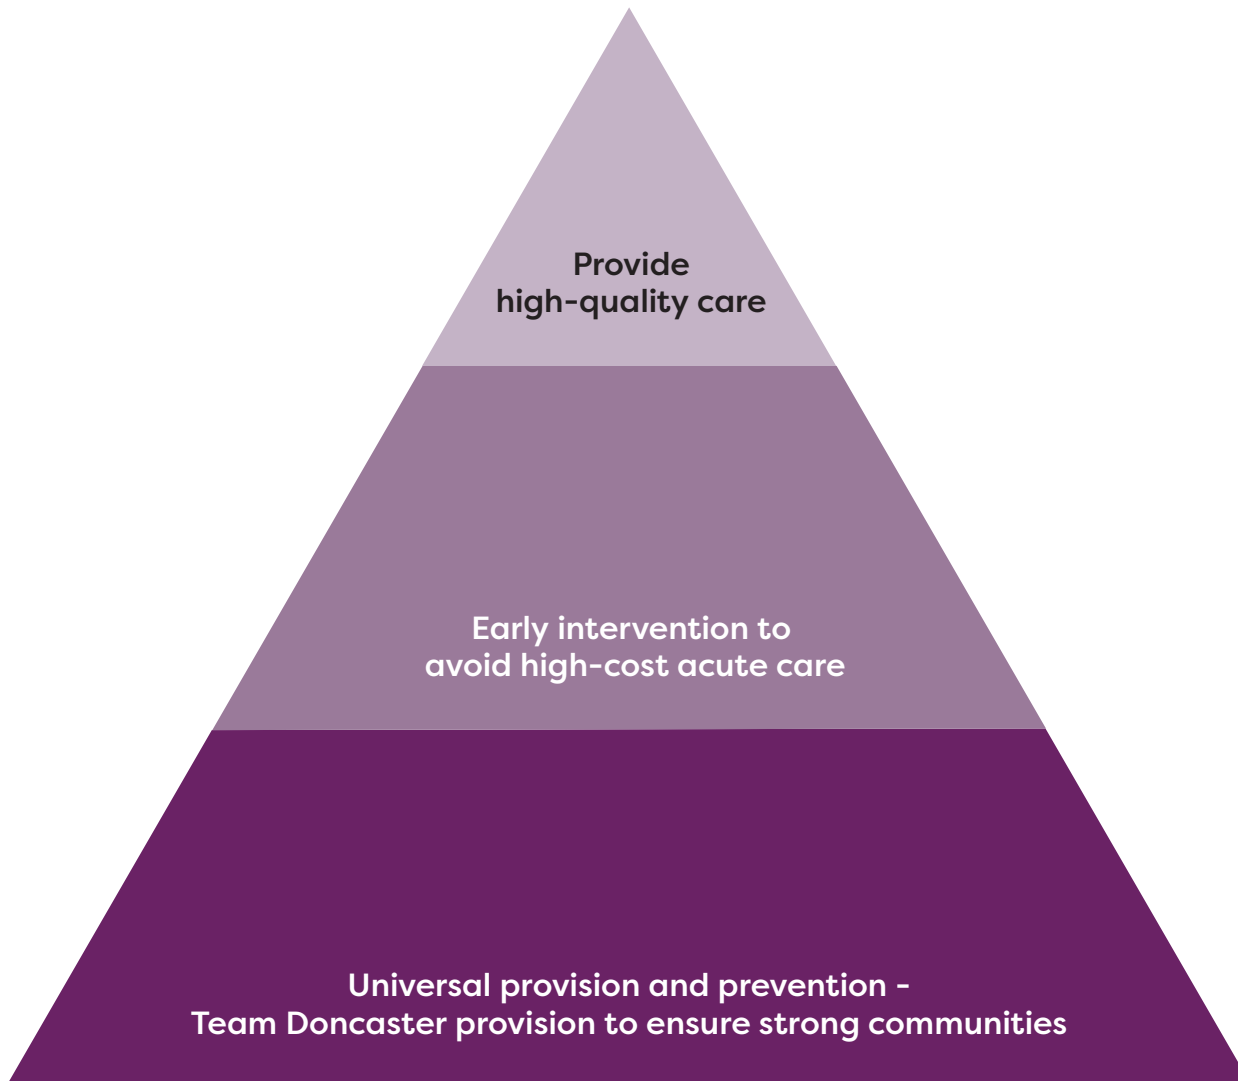 Provide
high-quality care
Early intervention to
avoid high-cost acute care
Universal provision and prevention -
Team Doncaster provision to ensure strong communities